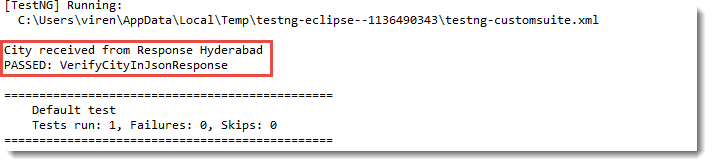 [TestNG] Running:
C:\Users\viren\AppData\Local\Temp\testng-eclipse--1136490343\testng-customsuite.xml
City received from Response Hyderabad
PASSED: VerifyCityInJsonResponse
===============================================
Default test
Tests run: 1, Failures: 0, Skips: 0
===============================================